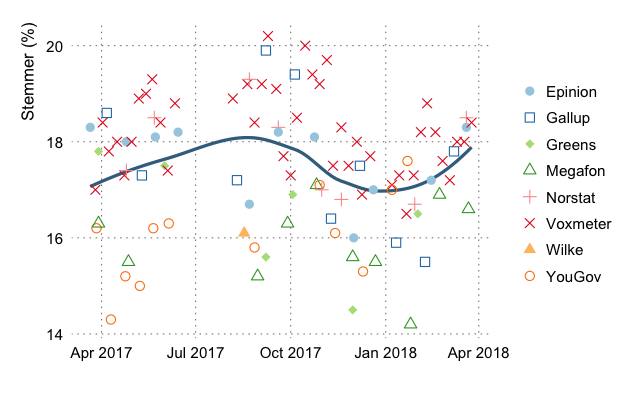 Stemmer (%)
20
18
16
14
Apr 2017
Jul 2017
Oct 2017
Jan 2018
Apr 2018
Epinion
Gallup
Greens
Megafon
Norstat
Voxmeter
Wilke
YouGov